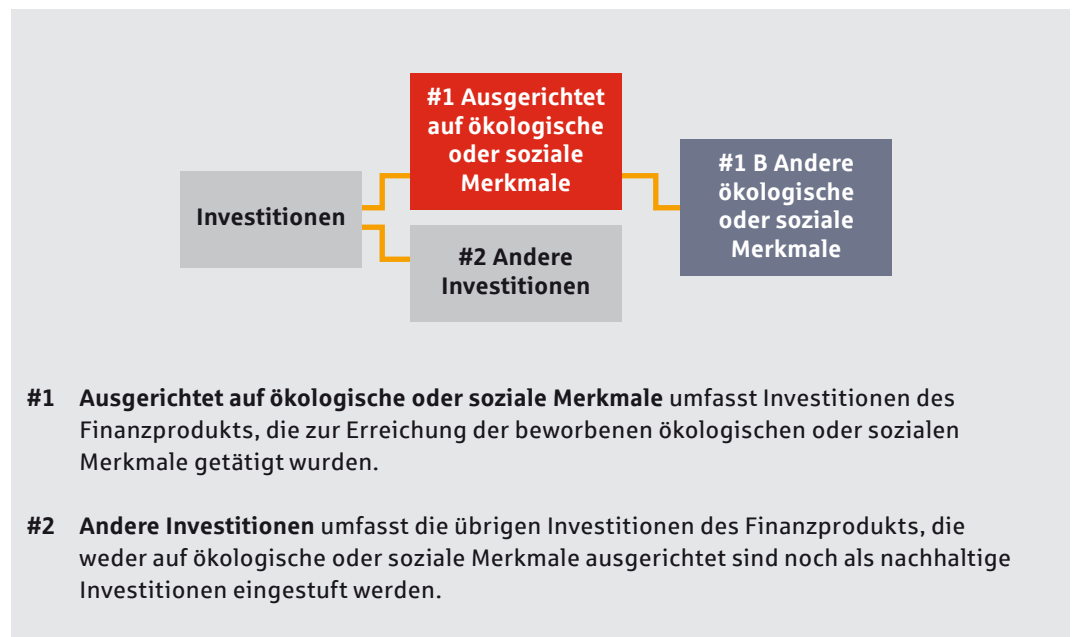 #1 Ausgerichtet
auf ökologische
oder soziale
Merkmale
#1 B Andere
ökologische
oder soziale
Merkmale
Investitionen
#2 Andere
Investitionen
#1 Ausgerichtet auf ökologische oder soziale Merkmale umfasst Investitionen des
Finanzprodukts, die zur Erreichung der beworbenen ökologischen oder sozialen
Merkmale getätigt wurden.
#2 Andere Investitionen umfasst die übrigen Investitionen des Finanzprodukts, die
weder auf ökologische oder soziale Merkmale ausgerichtet sind noch als nachhaltige
Investitionen eingestuft werden.